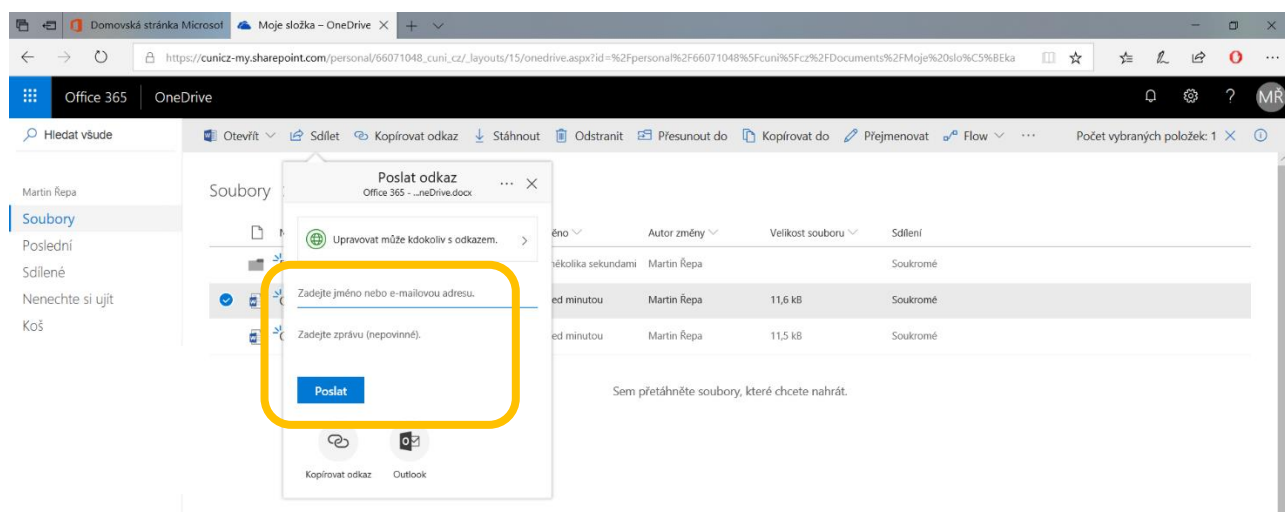 Domovská stránka Microsof
Moje složka – OneDrive
https://cunicz-my.sharepoint.com/personal/66071048_cuni_cz/_layouts/15/onedrive.aspx?id=%2Fpersonal%2F66071048%5Fcuni%5Fcz%2FDocuments%2FMoje%20slo%C5%BEka
Office 365 OneDrive
? MŘ
Hledat všude
Otevřít Sdílet Kopírovat odkaz Stáhnout Odstranit Přesunout do Kopírovat do Přejmenovat Flow ... Počet vybraných položek: 1
Poslat odkaz
Office 365 - ...neDrive.docx
Martin Řepa
Soubory
Upravovat může kdokoliv s odkazem.
Autor změny Velikost souboru Sdílení
Soubory
Poslední
několika sekundami Martin Řepa Soukromé
Sdílené
Zadejte jméno nebo e-mailovou adresu.
Nenechte si ujít
ed minutou Martin Řepa 11,6 kB Soukromé
Koš
Zadejte zprávu (nepovinné).
ed minutou Martin Řepa 11,5 kB Soukromé
Poslat
Sem přetáhněte soubory, které chcete nahrát.
Kopírovat odkaz Outlook